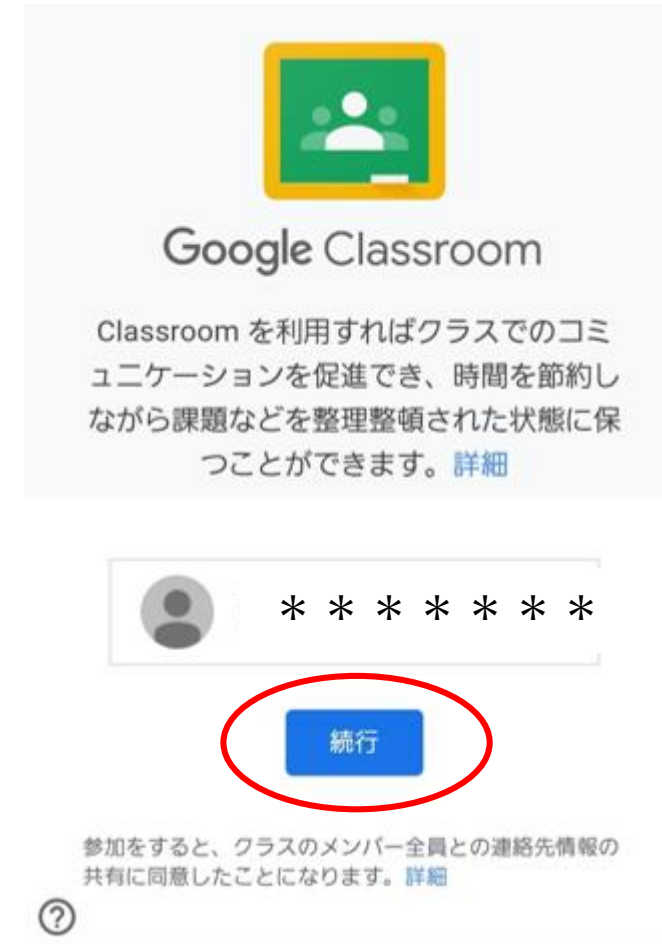 Google Classroom
Classroom を利用すればクラスでのコミ
ュニケーションを促進でき、時間を節約し
ながら課題などを整理整頓された状態に保
つことができます。詳細
＊＊＊＊＊＊＊
続行
参加をすると、クラスのメンバー全員との連絡先情報の
共有に同意したことになります。詳細
?